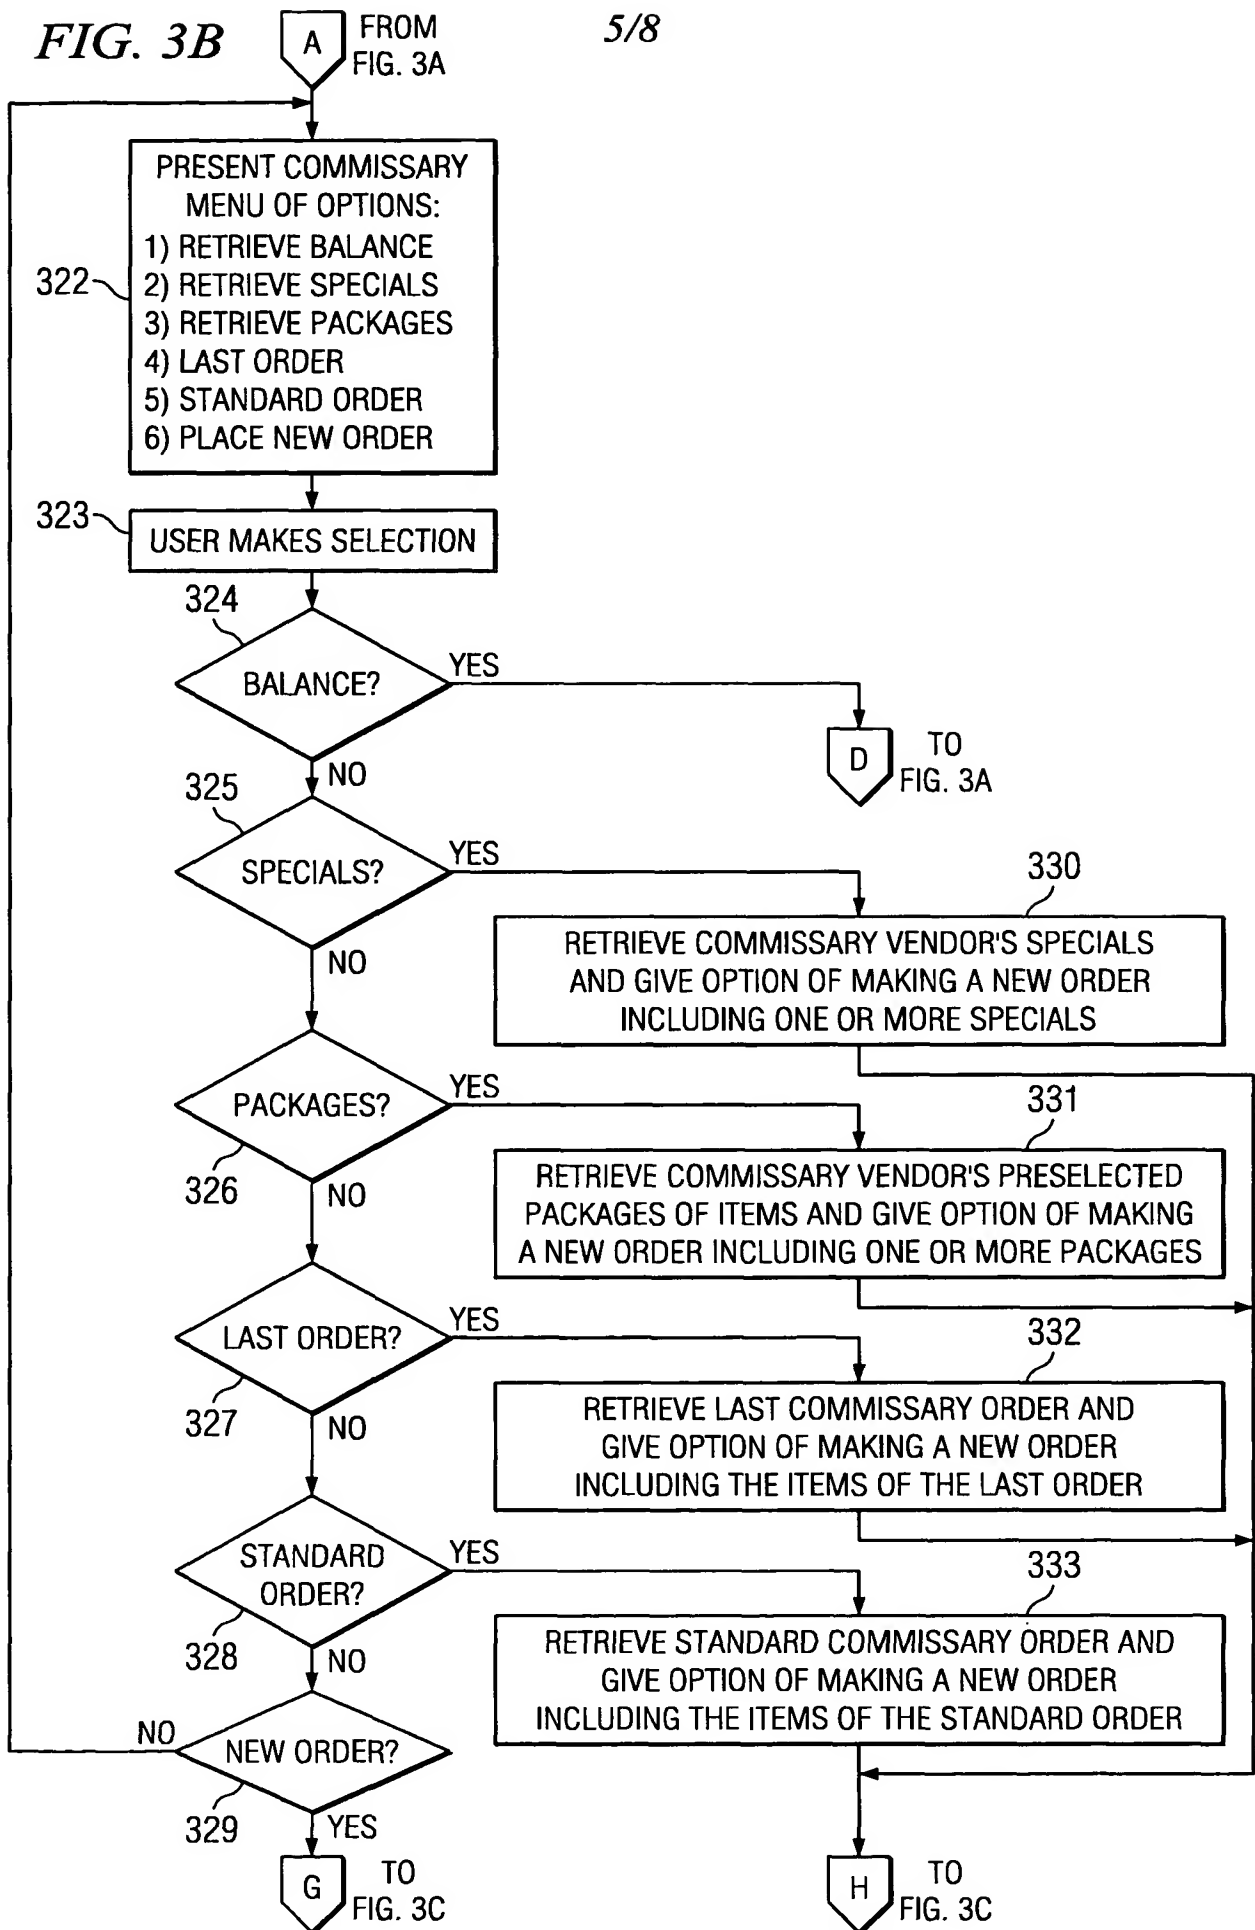 FIG. 3B
A
FROM
FIG. 3A
5/8
PRESENT COMMISSARY
MENU OF OPTIONS:
1) RETRIEVE BALANCE
2) RETRIEVE SPECIALS
3) RETRIEVE PACKAGES
4) LAST ORDER
5) STANDARD ORDER
6) PLACE NEW ORDER
322
323
USER MAKES SELECTION
324
BALANCE?
YES
NO
D
TO
FIG. 3A
325
SPECIALS?
YES
NO
330
RETRIEVE COMMISSARY VENDOR'S SPECIALS
AND GIVE OPTION OF MAKING A NEW ORDER
INCLUDING ONE OR MORE SPECIALS
PACKAGES?
YES
326
NO
331
RETRIEVE COMMISSARY VENDOR'S PRESELECTED
PACKAGES OF ITEMS AND GIVE OPTION OF MAKING
A NEW ORDER INCLUDING ONE OR MORE PACKAGES
LAST ORDER?
YES
327
NO
332
RETRIEVE LAST COMMISSARY ORDER AND
GIVE OPTION OF MAKING A NEW ORDER
INCLUDING THE ITEMS OF THE LAST ORDER
STANDARD
ORDER?
YES
328
NO
333
RETRIEVE STANDARD COMMISSARY ORDER AND
GIVE OPTION OF MAKING A NEW ORDER
INCLUDING THE ITEMS OF THE STANDARD ORDER
NO
NEW ORDER?
329
YES
G
TO
FIG. 3C
H
TO
FIG. 3C